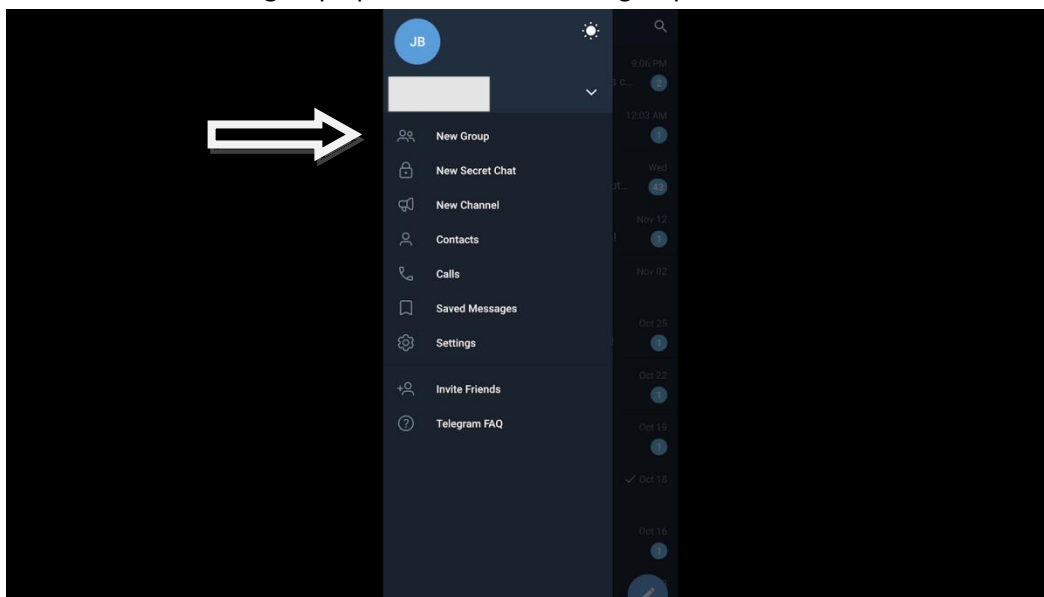 JB
9:06 PM
s c... 2
12:03 AM
1
New Group
New Secret Chat
Wed
ut... 43
New Channel
Nov 12
! 1
Contacts
Calls
Nov 02
Saved Messages
Oct 25
1
Settings
Oct 22
1
Invite Friends
Telegram FAQ
Oct 19
1
Oct 18
Oct 16
1